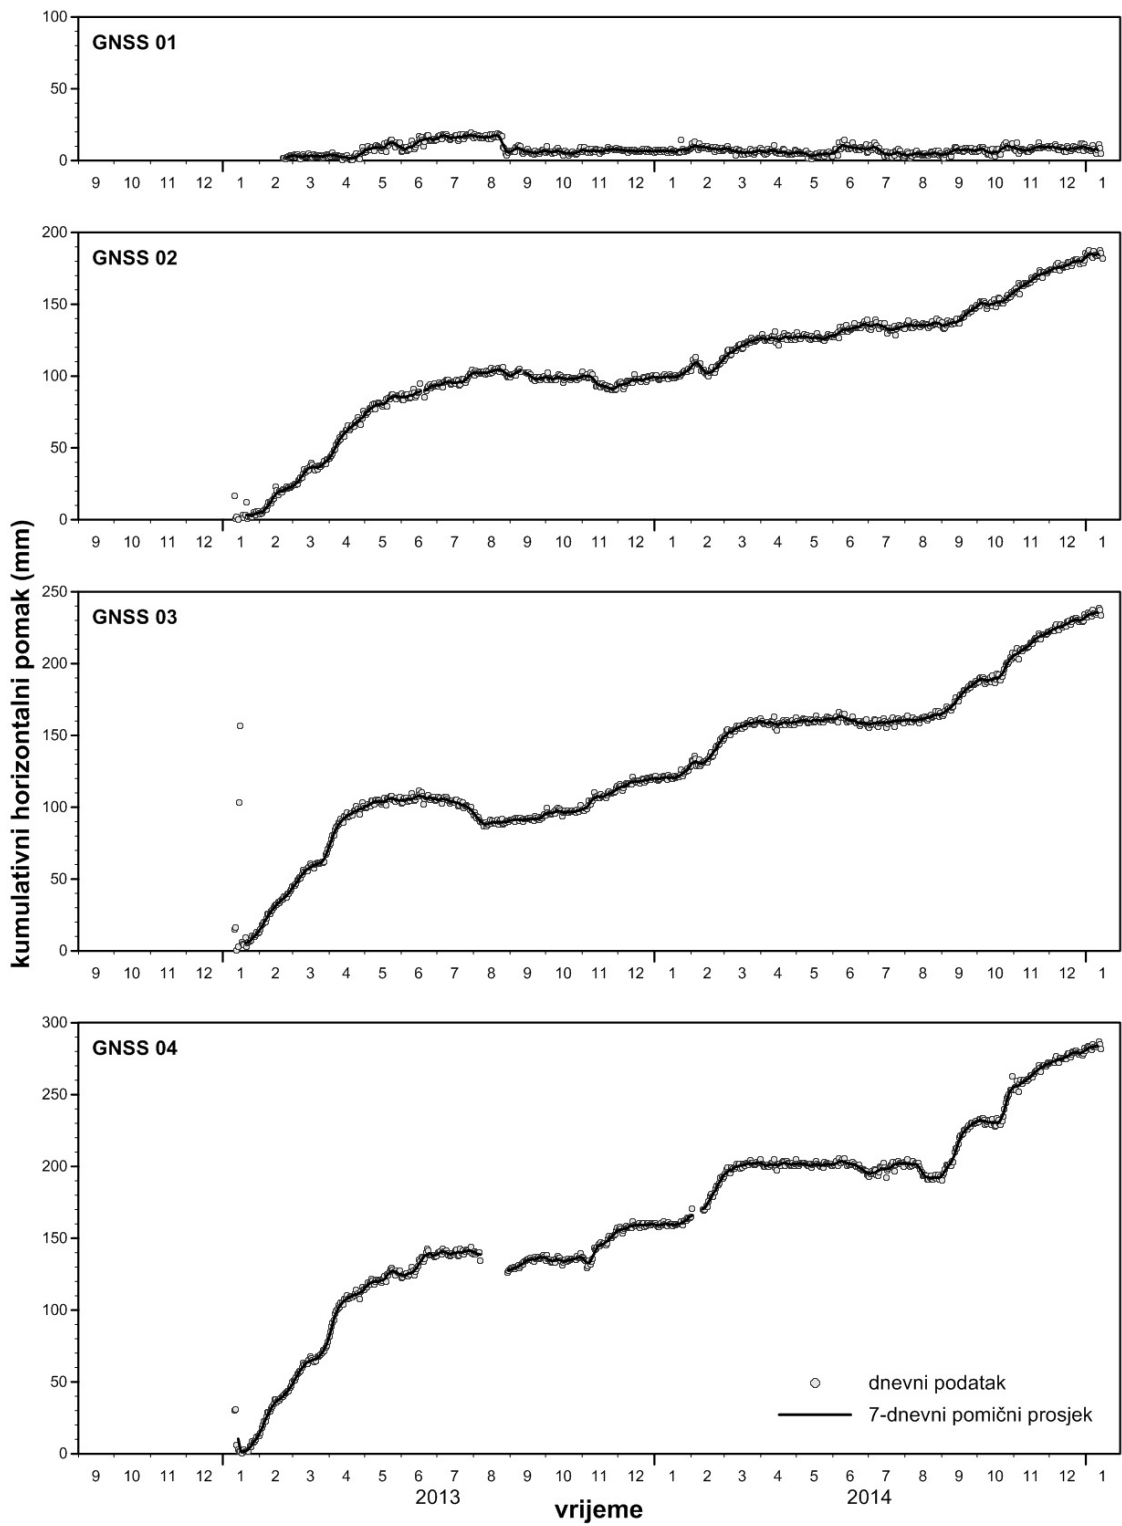 kumulativni horizontalni pomak (mm)
GNSS 01
100
50
0
9 10 11 12 1 2 3 4 5 6 7 8 9 10 11 12 1 2 3 4 5 6 7 8 9 10 11 12 1
GNSS 02
200
150
100
50
0
9 10 11 12 1 2 3 4 5 6 7 8 9 10 11 12 1 2 3 4 5 6 7 8 9 10 11 12 1
GNSS 03
250
200
150
100
50
0
9 10 11 12 1 2 3 4 5 6 7 8 9 10 11 12 1 2 3 4 5 6 7 8 9 10 11 12 1
GNSS 04
300
250
200
150
100
50
0
dnevni podatak
7-dnevni pomični prosjek
9 10 11 12 1 2 3 4 5 6 7 8 9 10 11 12 1 2 3 4 5 6 7 8 9 10 11 12 1
2013 2014
vrijeme